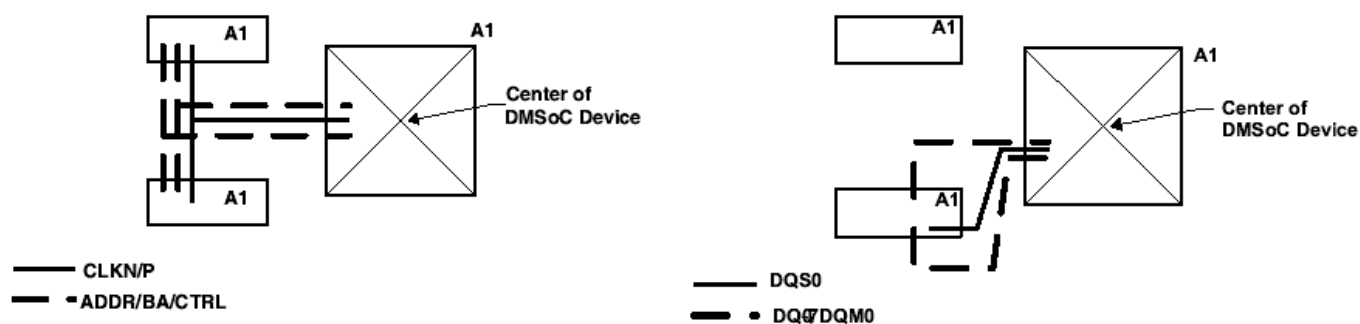 A1
A1
Center of
DMSoC Device
A1
CLKN/P
ADDR/BA/CTRL
A1
A1
Center of
DMSoC Device
A1
DQS0
DQM0